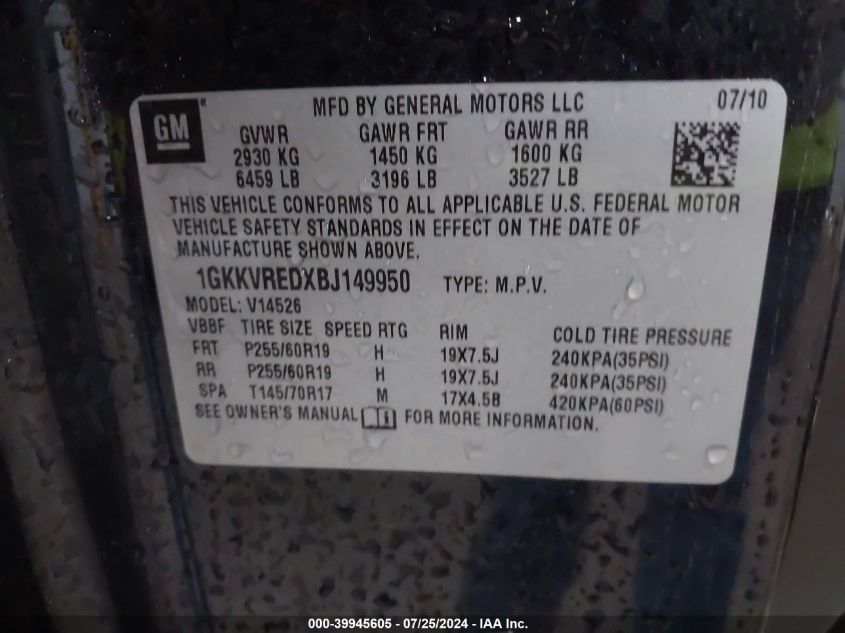 GM
MFD BY GENERAL MOTORS LLC 07/10
GVWR GAWR FRT GAWR RR
2930 KG 1450 KG 1600 KG
6459 LB 3196 LB 3527 LB
THIS VEHICLE CONFORMS TO ALL APPLICABLE U.S. FEDERAL MOTOR
VEHICLE SAFETY STANDARDS IN EFFECT ON THE DATE OF
MANUFACTURE SHOWN ABOVE.
1GKKVREDXBJ149950 TYPE: M.P.V.
MODEL: V14526
VBBF TIRE SIZE SPEED RTG RIM COLD TIRE PRESSURE
FRT P255/60R19 H 19X7.5J 240KPA(35PSI)
RR P255/60R19 H 19X7.5J 240KPA(35PSI)
SPA T145/70R17 M 17X4.5B 420KPA(60PSI)
SEE OWNER'S MANUAL FOR MORE INFORMATION.
000-39945605 - 07/25/2024 - IAA Inc.